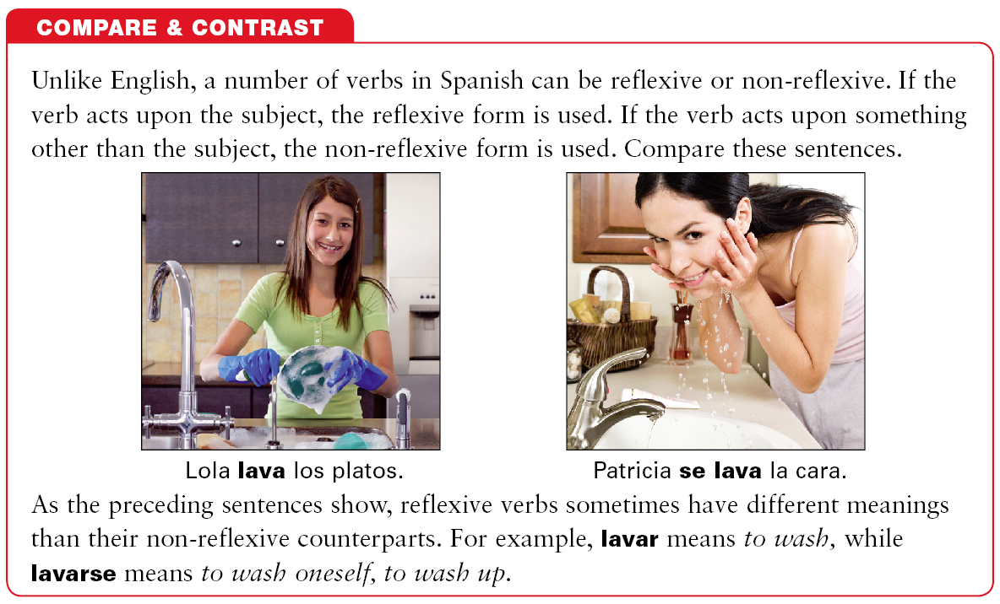 COMPARE & CONTRAST
Unlike English, a number of verbs in Spanish can be reflexive or non-reflexive. If the
verb acts upon the subject, the reflexive form is used. If the verb acts upon something
other than the subject, the non-reflexive form is used. Compare these sentences.
Lola lava los platos.
Patricia se lava la cara.
As the preceding sentences show, reflexive verbs sometimes have different meanings
than their non-reflexive counterparts. For example, lavar means to wash, while
lavarse means to wash oneself, to wash up.